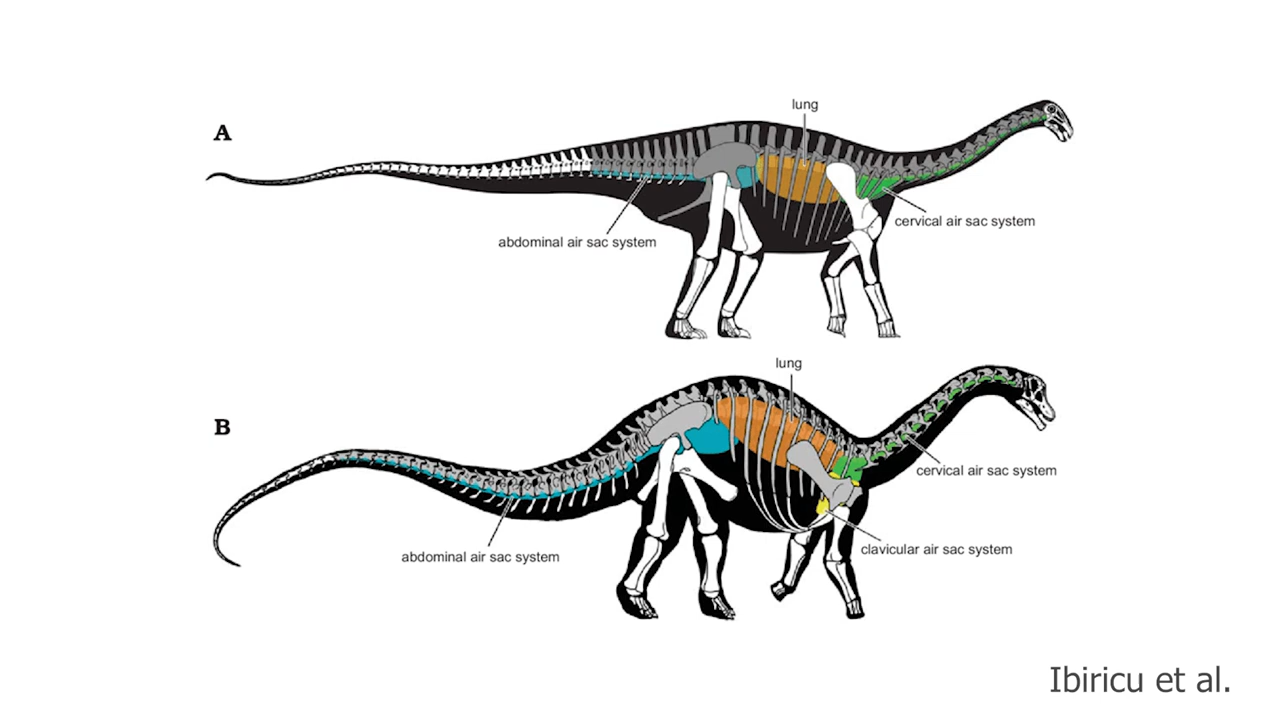 A
lung
cervical air sac system
abdominal air sac system
lung
B
cervical air sac system
clavicular air sac system
abdominal air sac system
Ibiricu et al.